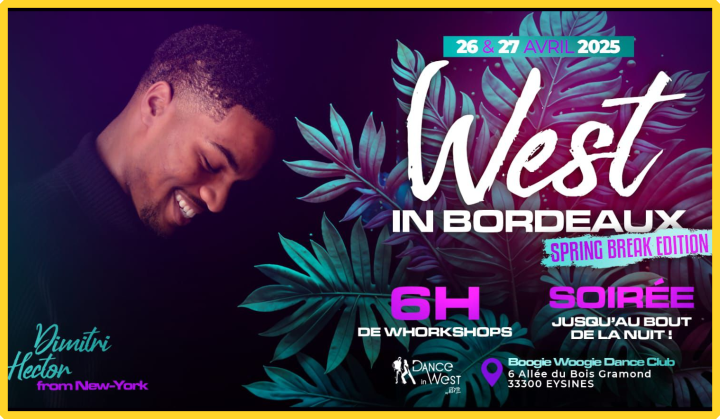 26 & 27 AVRIL 2025
West
IN BORDEAUX
SPRING BREAK EDITION
6H
DE WHORKSHOPS
SOIRÉE
JUSQU'AU BOUT
DE LA NUIT !
Dimitri
Hector
from New-York
DANCE
in WEST
Boogie Woogie Dance Club
6 Allée du Bois Gramond
33300 EYSINES